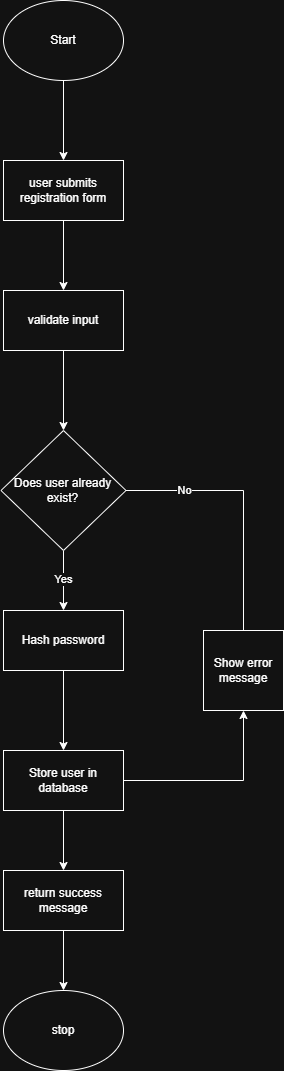 Start
user submits
registration form
validate input
Does user already
exist?
No
Yes
Hash password
Show error
message
Store user in
database
return success
message
stop